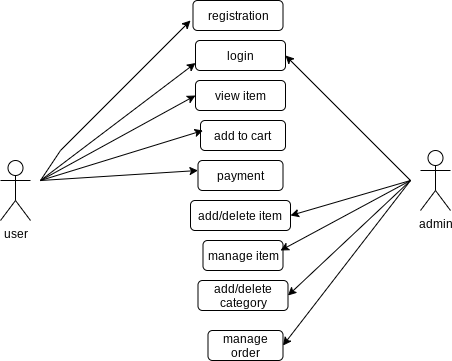 registration
login
view item
add to cart
payment
user
admin
add/delete item
manage item
add/delete
category
manage
order